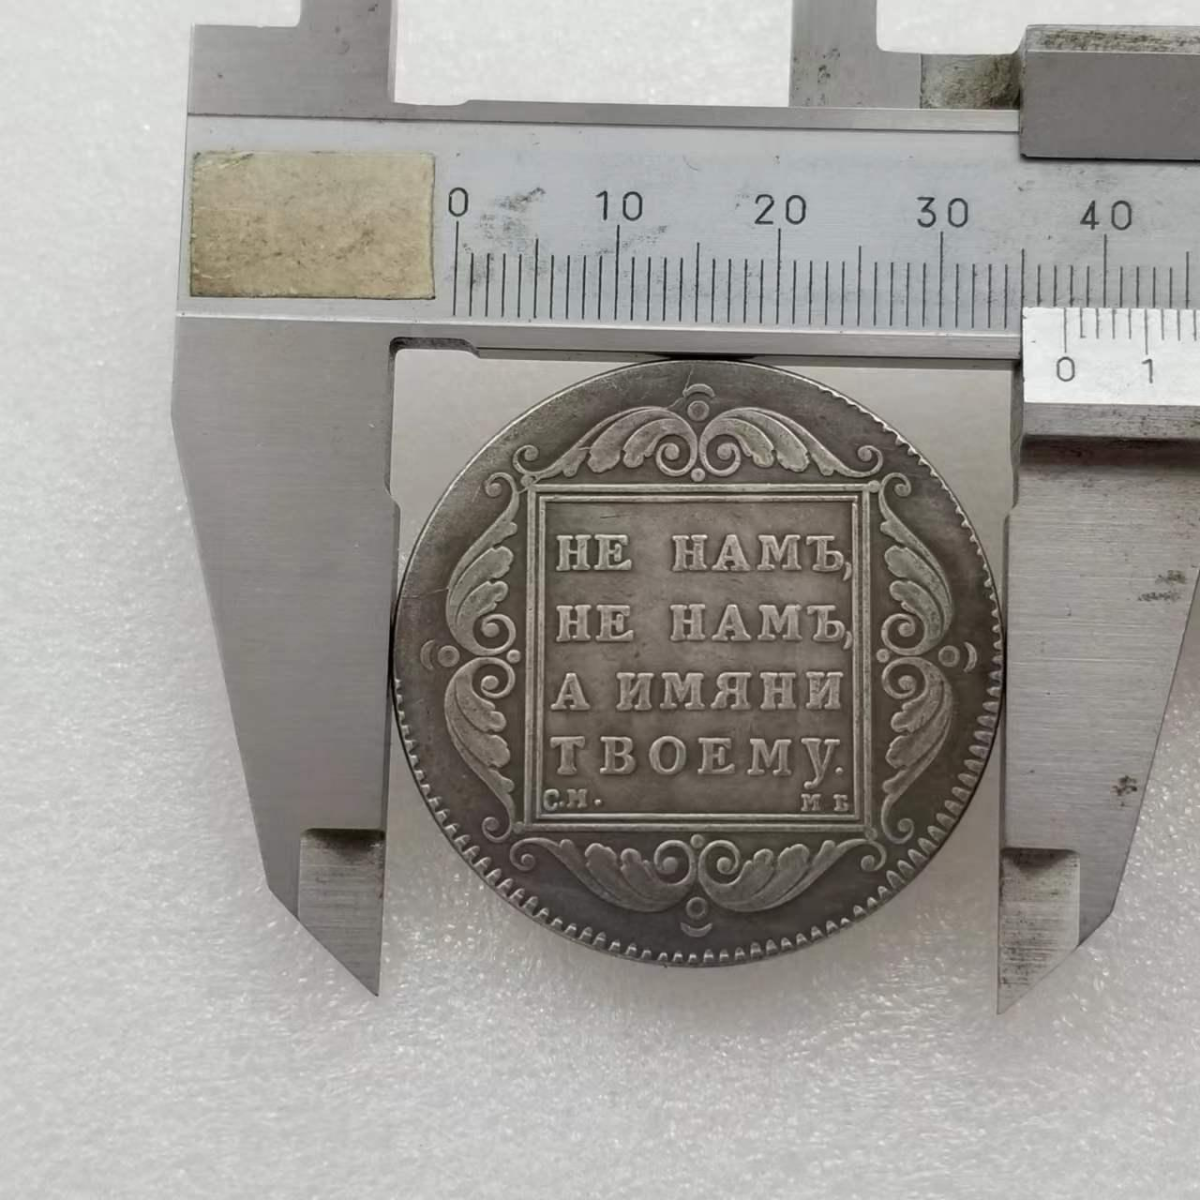 0 10 20 30 40
0 1
НЕ НАМЪ,
НЕ НАМЪ,
А ИМЯНИ
ТВОЕМУ.
С.М. М Б